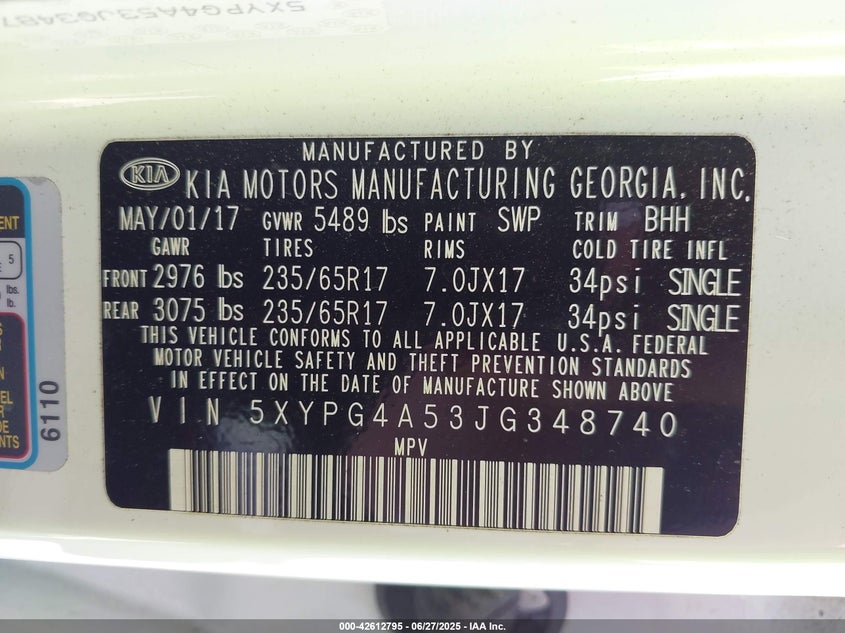 5XYPG4A53JG3487
MANUFACTURED BY
KIA KIA MOTORS MANUFACTURING GEORGIA, INC.
MAY/01/17 GVWR 5489 lbs PAINT SWP TRIM BHH
GAWR TIRES RIMS COLD TIRE INFL
FRONT 2976 lbs 235/65R17 7.0JX17 34psi SINGLE
REAR 3075 lbs 235/65R17 7.0JX17 34psi SINGLE
THIS VEHICLE CONFORMS TO ALL APPLICABLE U.S.A. FEDERAL
MOTOR VEHICLE SAFETY AND THEFT PREVENTION STANDARDS
IN EFFECT ON THE DATE OF MANUFACTURE SHOWN ABOVE
VIN 5XYPG4A53JG348740
MPV
5
lbs.
lb.
6110
000-42612795 - 06/27/2025 - IAA Inc.